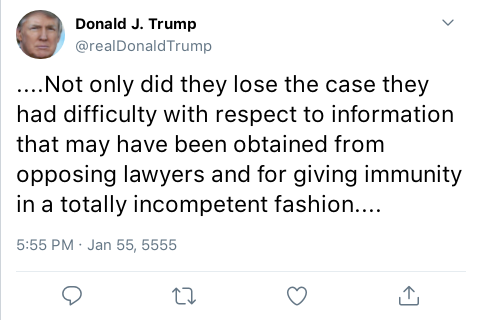 Donald J. Trump
@realDonaldTrump
....Not only did they lose the case they
had difficulty with respect to information
that may have been obtained from
opposing lawyers and for giving immunity
in a totally incompetent fashion....
5:55 PM · Jan 55, 5555